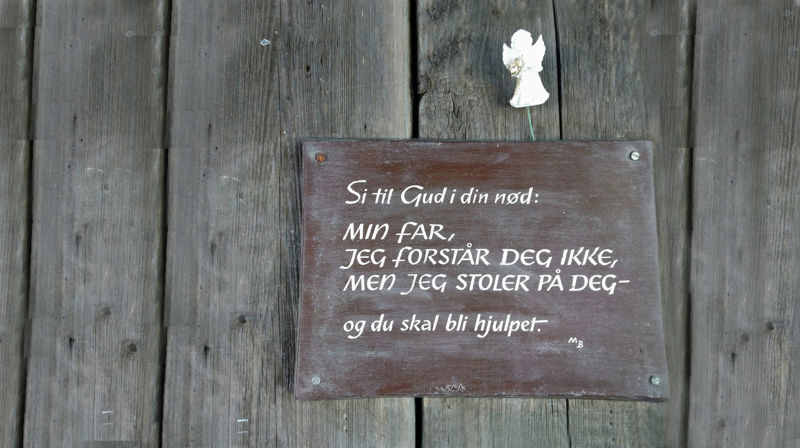 Si til Gud i din nød:
MIN FAR,
JEG FORSTÅR DEG IKKE,
MEN JEG STOLER PÅ DEG–
og du skal bli hjulpet.
MB